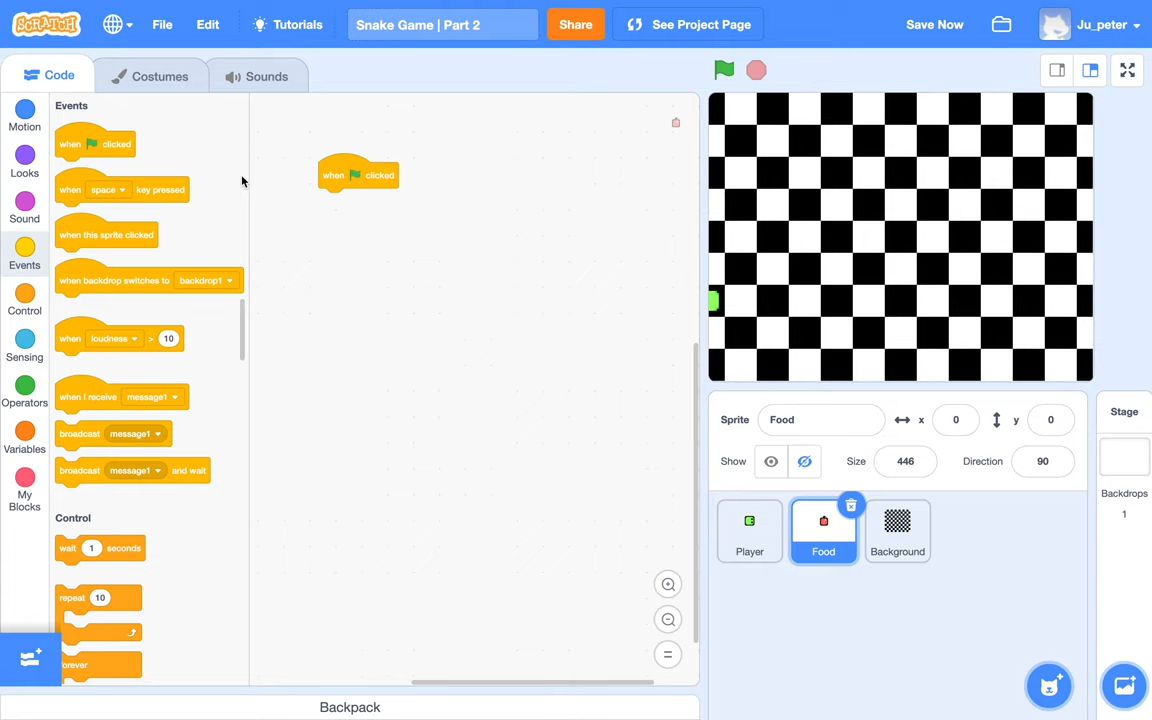 SCRATCH File Edit Tutorials Snake Game | Part 2 Share See Project Page Save Now Ju_peter
Code Costumes Sounds
Motion
Looks
Sound
Events
Control
Sensing
Operators
Variables
My
Blocks
Events
when clicked
when space key pressed
when this sprite clicked
when backdrop switches to backdrop1
when loudness > 10
when I receive message1
broadcast message1
broadcast message1 and wait
Control
wait 1 seconds
repeat 10
forever
when clicked
Sprite Food x 0 y 0
Show Size 446 Direction 90
Player Food Background
Stage
Backdrops
1
Backpack